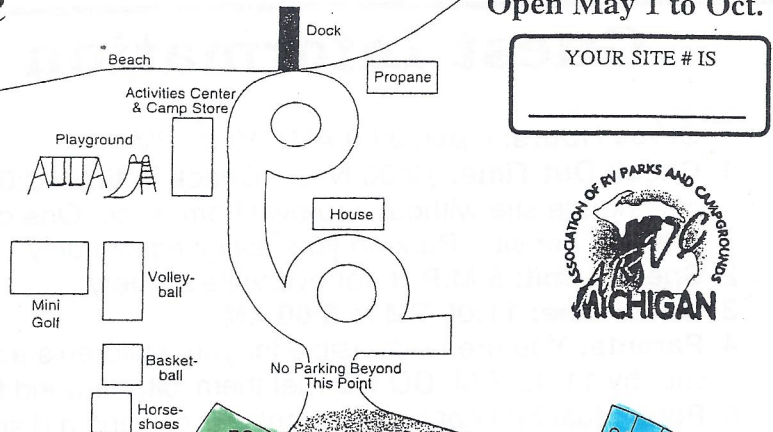 Open May 1 to Oct.
YOUR SITE # IS
Dock
Beach
Propane
Activities Center
& Camp Store
Playground
ASSOCIATION OF RV PARKS AND CAMPGROUNDS
MICHIGAN
House
Volley-
ball
Mini
Golf
Basket-
ball
No Parking Beyond
This Point
Horse-
shoes